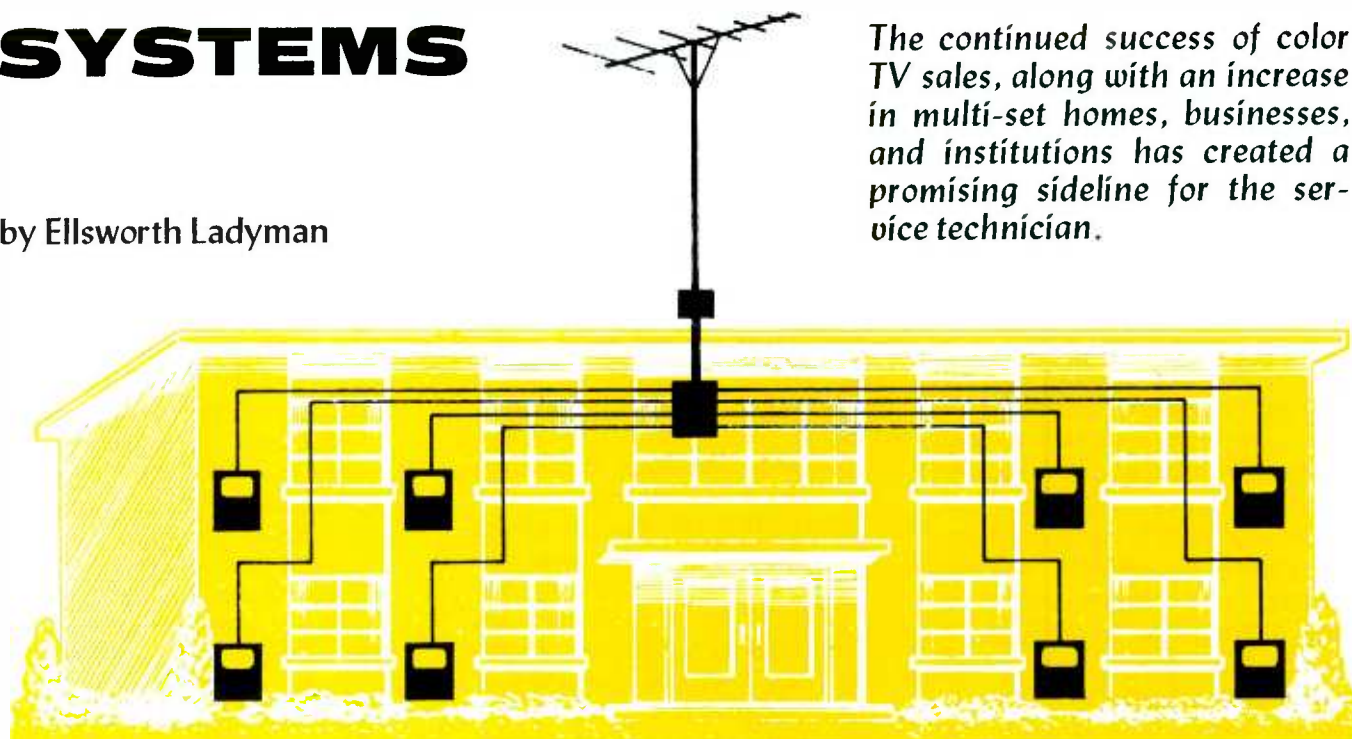 SYSTEMS
by Ellsworth Ladyman
The continued success of color
TV sales, along with an increase
in multi-set homes, businesses,
and institutions has created a
promising sideline for the ser-
vice technician.